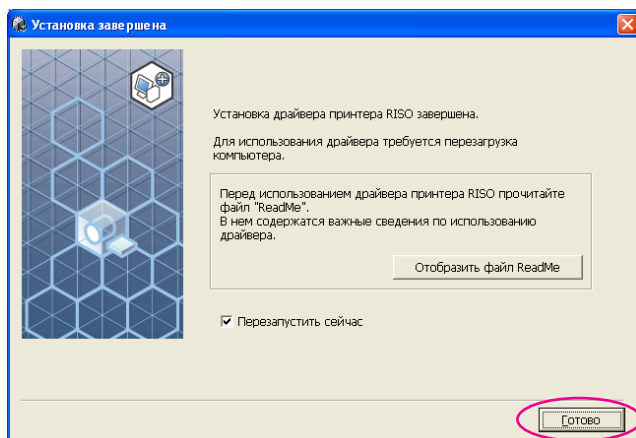 Установка завершена
Установка драйвера принтера RISO завершена.
Для использования драйвера требуется перезагрузка
компьютера.
Перед использованием драйвера принтера RISO прочитайте
файл "ReadMe".
В нем содержатся важные сведения по использованию
драйвера.
Отобразить файл ReadMe
Перезапустить сейчас
Готово